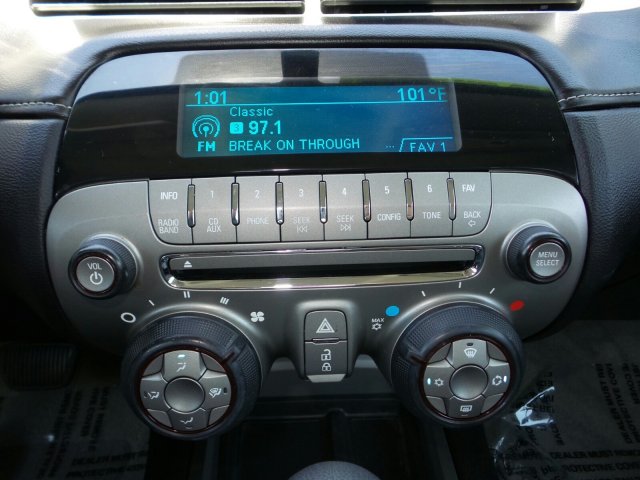 1:01 101°F
Classic
97.1
FM BREAK ON THROUGH ... FAV 1
INFO 1 2 3 4 5 6 FAV
RADIO BAND CD AUX PHONE SEEK SEEK CONFIG TONE BACK
VOL
MENU SELECT
MAX